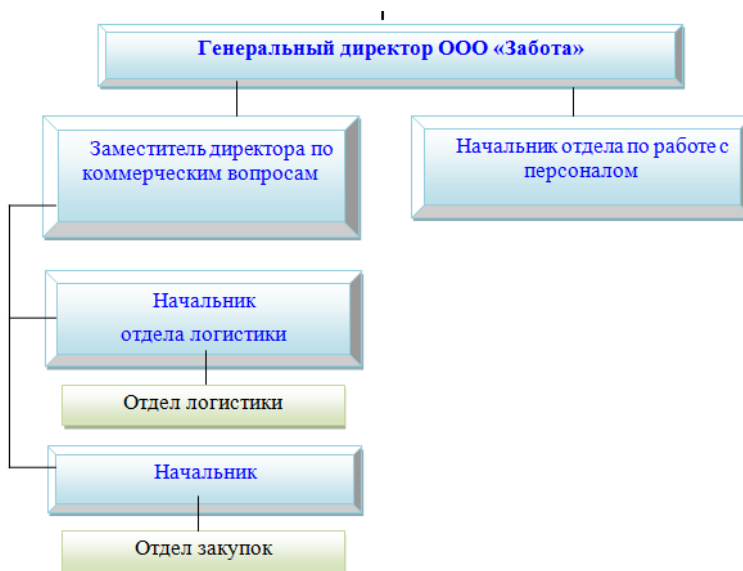 Генеральный директор ООО «Забота»
Заместитель директора по
коммерческим вопросам
Начальник отдела по работе с
персоналом
Начальник
отдела логистики
Отдел логистики
Начальник
Отдел закупок